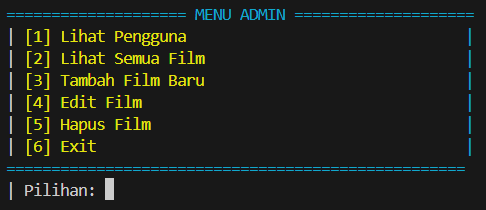 ==================== MENU ADMIN ====================
| [1] Lihat Pengguna |
| [2] Lihat Semua Film |
| [3] Tambah Film Baru |
| [4] Edit Film |
| [5] Hapus Film |
| [6] Exit |
===================================================
| Pilihan: